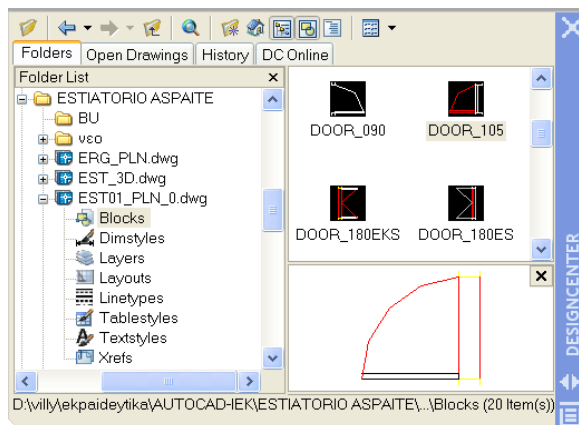 Folders
Open Drawings
History
DC Online
Folder List
ESTIATORIO ASPAITE
BU
νεο
ERG_PLN.dwg
EST_3D.dwg
EST01_PLN_0.dwg
Blocks
Dimstyles
Layers
Layouts
Linetypes
Tablestyles
Textstyles
Xrefs
DOOR_090
DOOR_105
DOOR_180EKS
DOOR_180ES
DESIGNCENTER
D:\villy\ekpaideytika\AUTOCAD-IEK\ESTIATORIO ASPAITE\...\Blocks (20 Item(s))